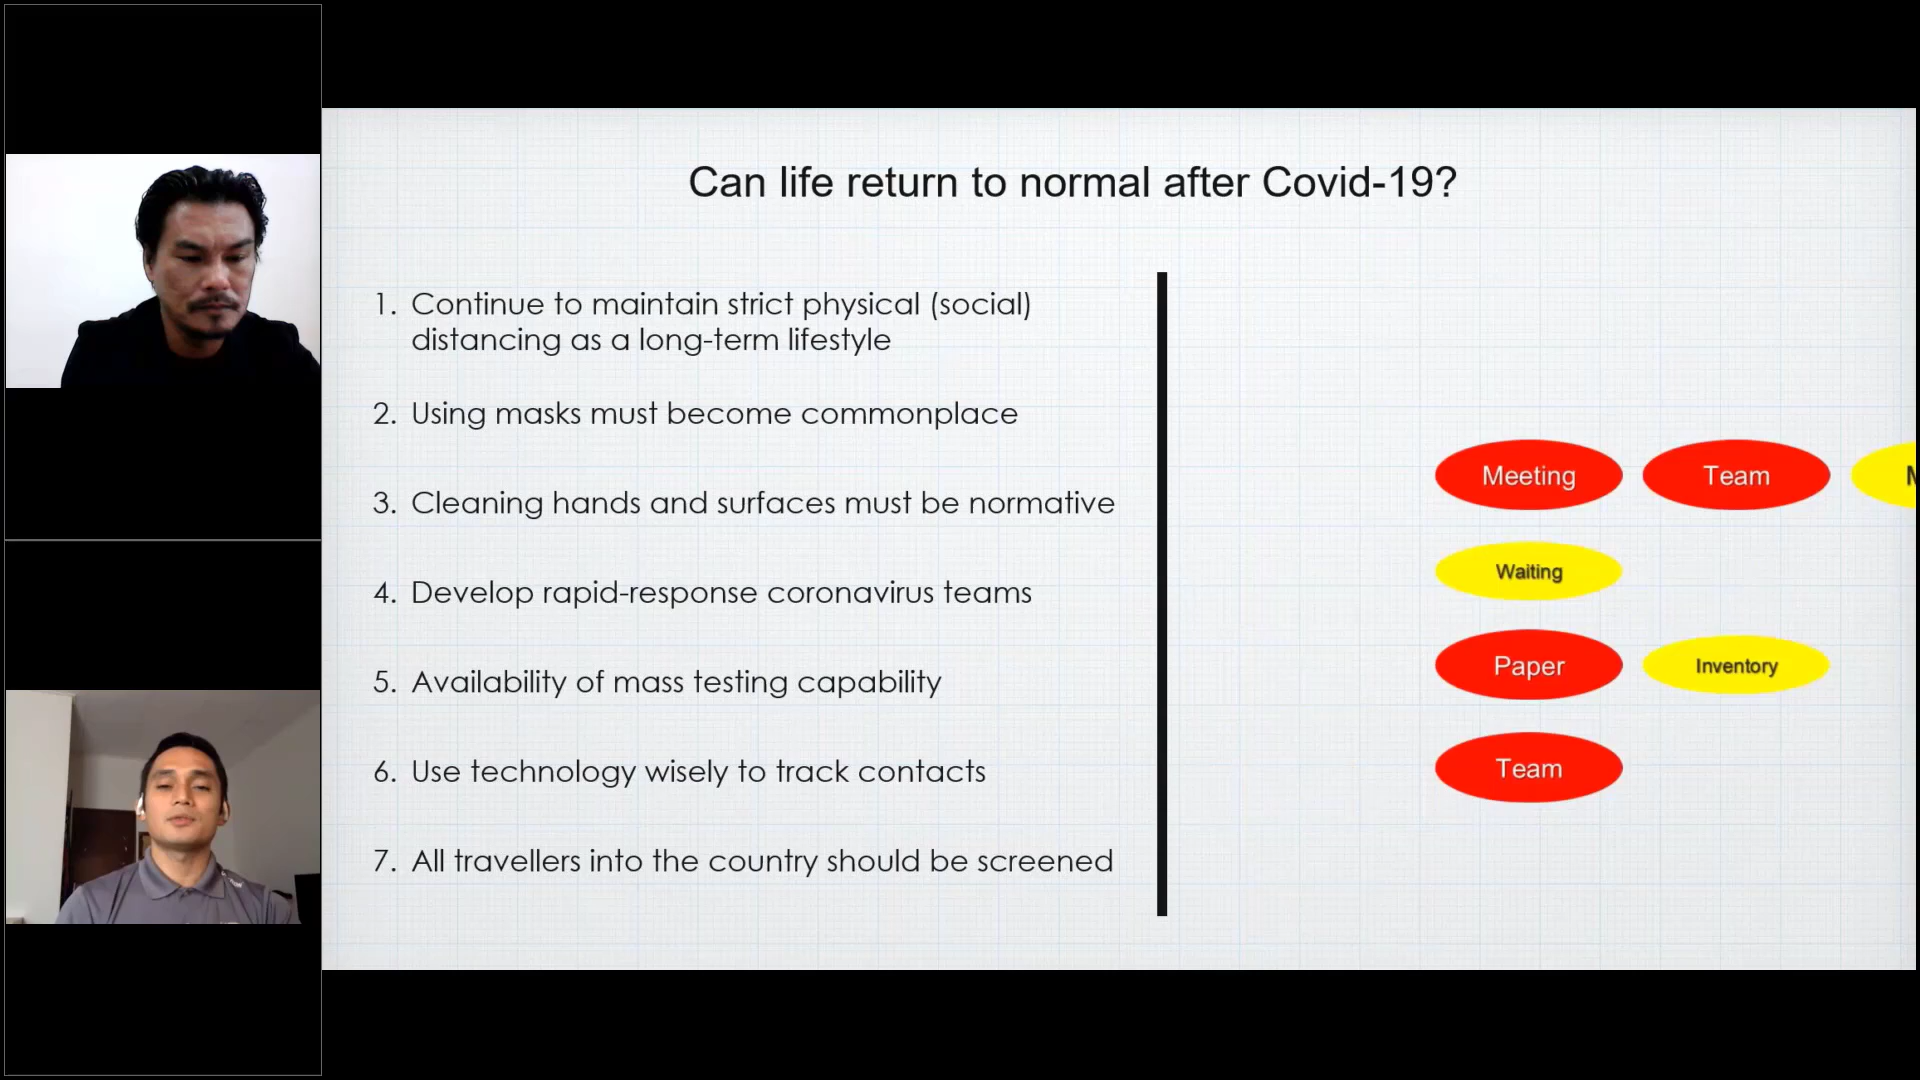 Can life return to normal after Covid-19?
1. Continue to maintain strict physical (social)
distancing as a long-term lifestyle
2. Using masks must become commonplace
3. Cleaning hands and surfaces must be normative
4. Develop rapid-response coronavirus teams
5. Availability of mass testing capability
6. Use technology wisely to track contacts
7. All travellers into the country should be screened
Meeting Team
Waiting
Paper Inventory
Team